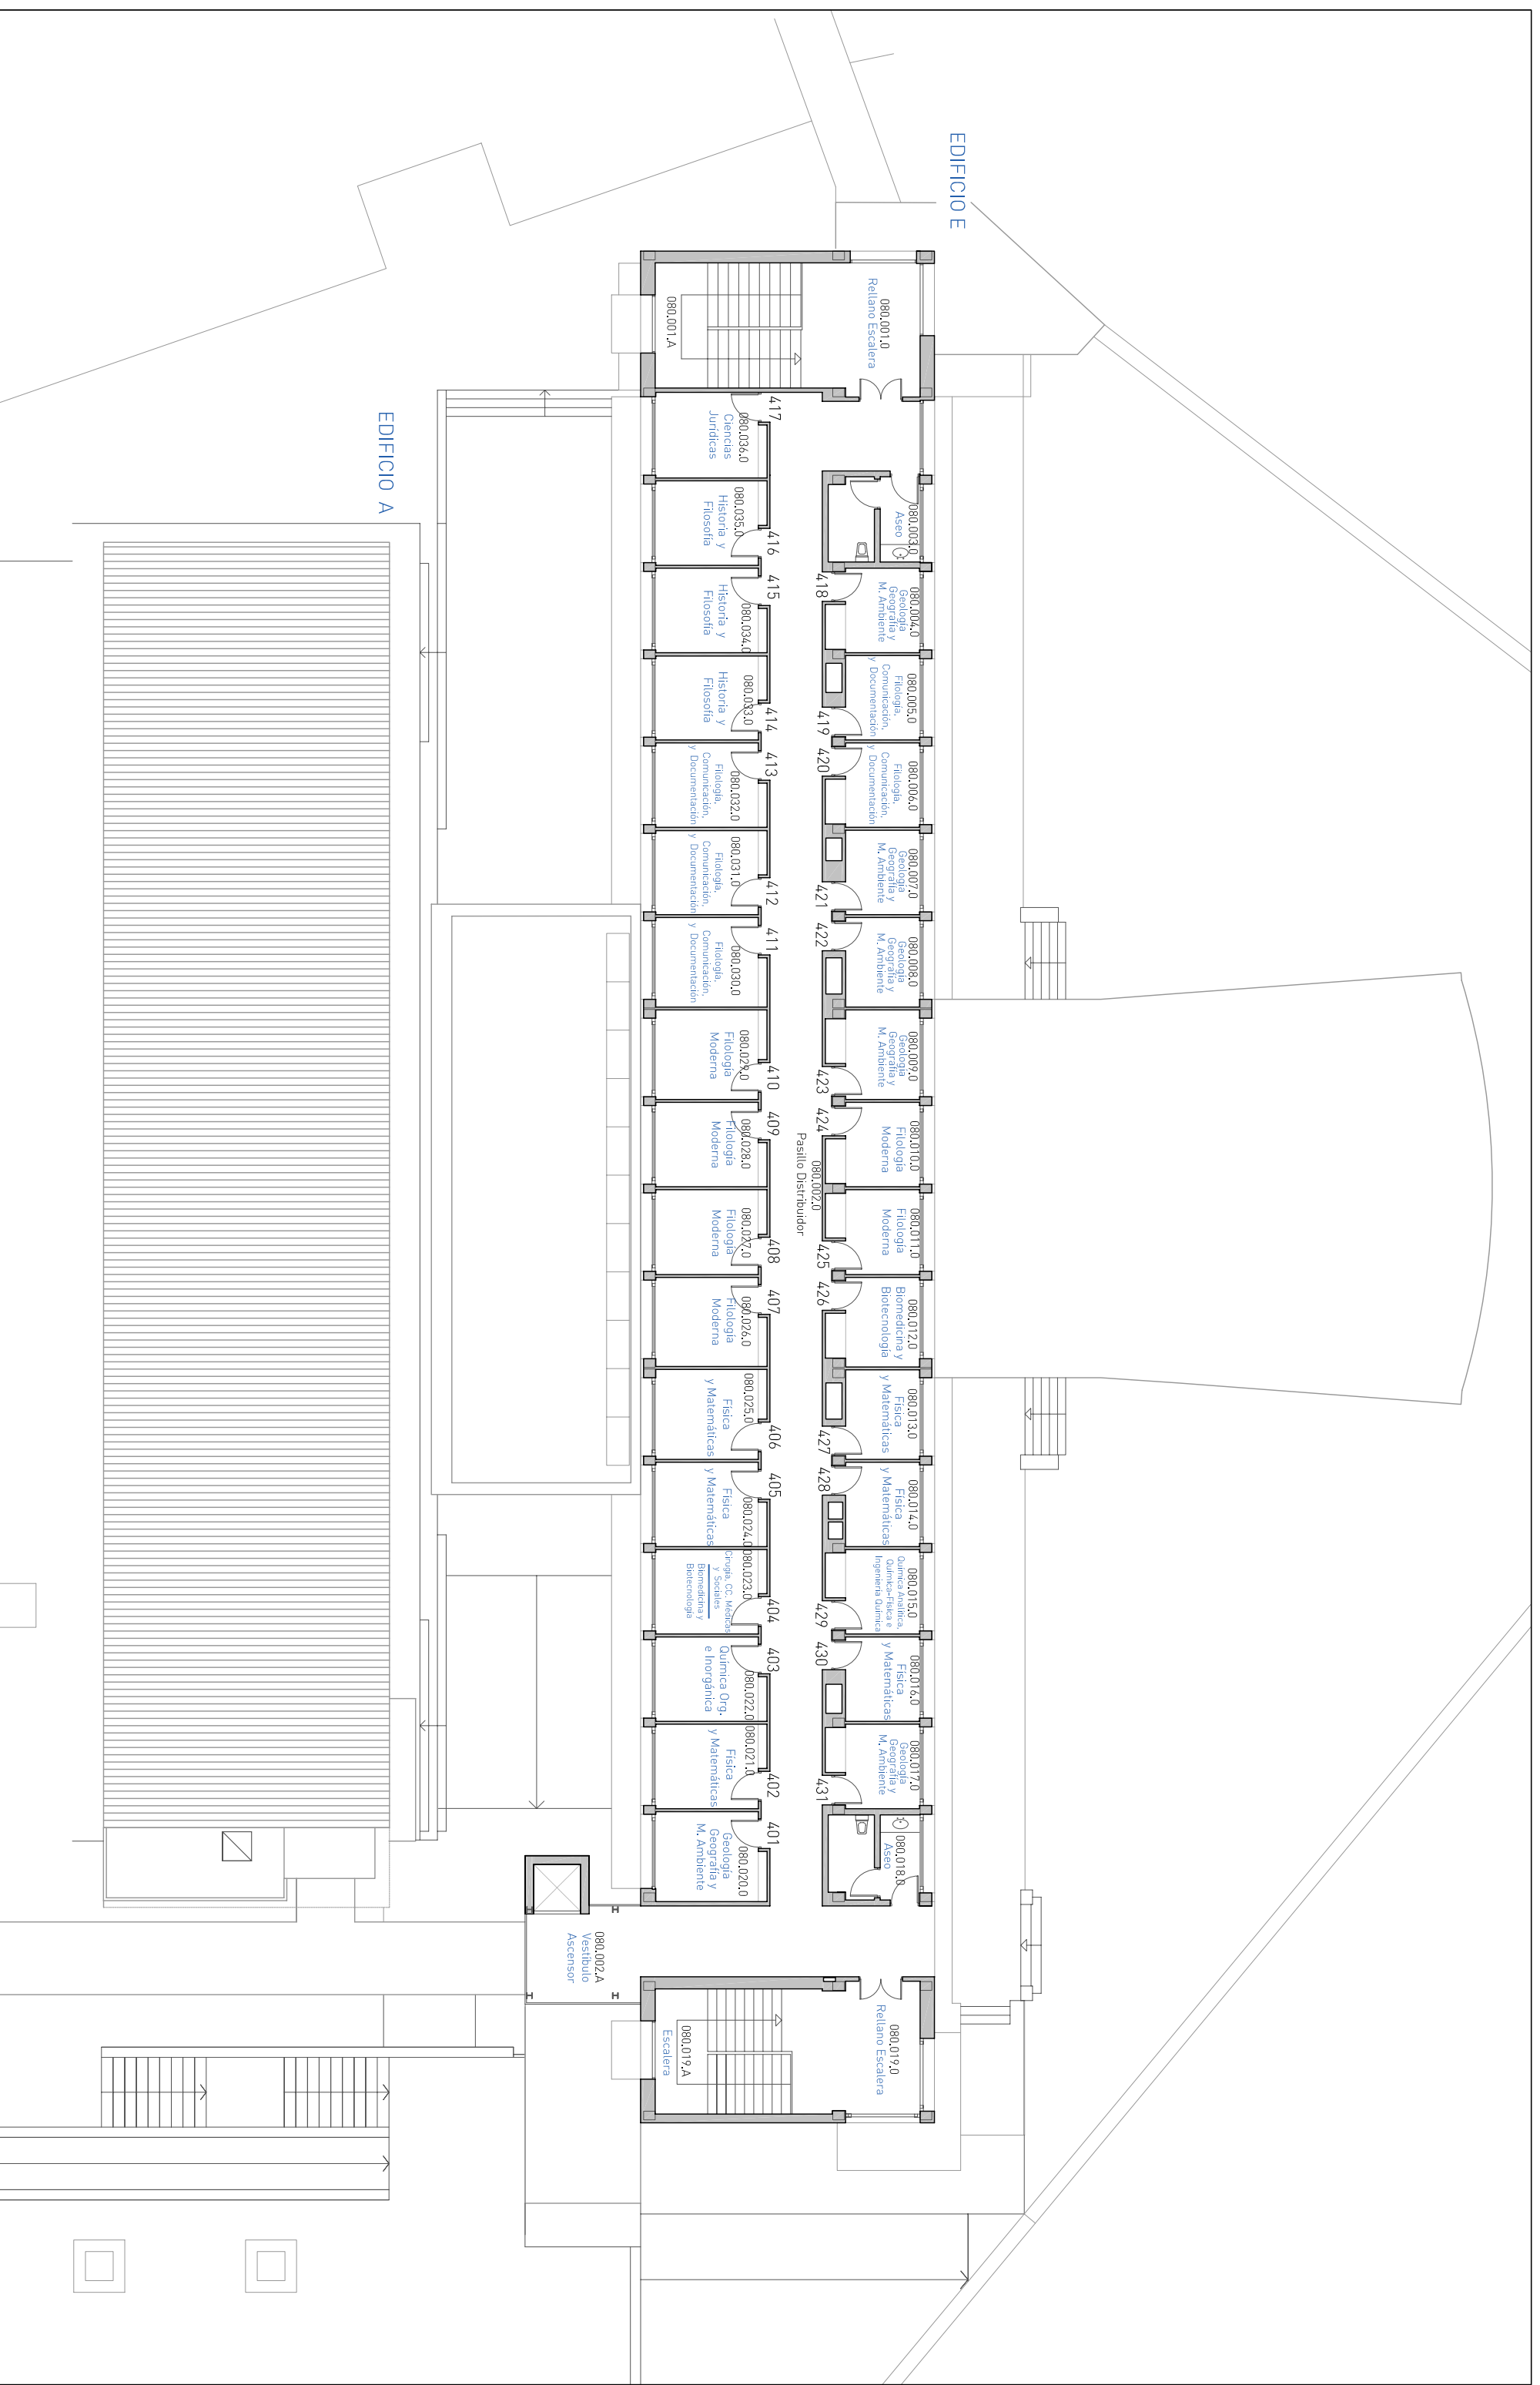 EDIFICIO E
080.001.0
Rellano Escalera
080.001.A
080.003.0
Aseo
418
080.004.0
Geología
Geografía y
M. Ambiente
419
080.005.0
Filología,
Comunicación,
y Documentación
420
080.006.0
Filología,
Comunicación,
y Documentación
421
080.007.0
Geología
Geografía y
M. Ambiente
422
080.008.0
Geología
Geografía y
M. Ambiente
423
080.009.0
Geología
Geografía y
M. Ambiente
424
080.010.0
Filología
Moderna
425
080.011.0
Filología
Moderna
426
080.012.0
Biomedicina y
Biotecnología
427
080.013.0
Física
y Matemáticas
428
080.014.0
Física
y Matemáticas
429
080.015.0
Química Analítica,
Química-Física e
Ingeniería Química
430
080.016.0
Física
y Matemáticas
431
080.017.0
Geología
Geografía y
M. Ambiente
080.018.0
Aseo
080.019.0
Rellano Escalera
080.019.A
Escalera
080.002.0
Pasillo Distribuidor
417
080.036.0
Ciencias
Jurídicas
416
080.035.0
Historia y
Filosofía
415
080.034.0
Historia y
Filosofía
414
080.033.0
Historia y
Filosofía
413
080.032.0
Filología,
Comunicación,
y Documentación
412
080.031.0
Filología,
Comunicación,
y Documentación
411
080.030.0
Filología,
Comunicación,
y Documentación
410
080.029.0
Filología
Moderna
409
080.028.0
Filología
Moderna
408
080.027.0
Filología
Moderna
407
080.026.0
Filología
Moderna
406
080.025.0
Física
y Matemáticas
405
080.024.0
Física
y Matemáticas
404
080.023.0
Cirugía, CC. Médicas
y Sociales
Biomedicina y
Biotecnología
403
080.022.0
Química Org.
e Inorgánica
402
080.021.0
Física
y Matemáticas
401
080.020.0
Geología
Geografía y
M. Ambiente
080.002.A
Vestíbulo
Ascensor
EDIFICIO A